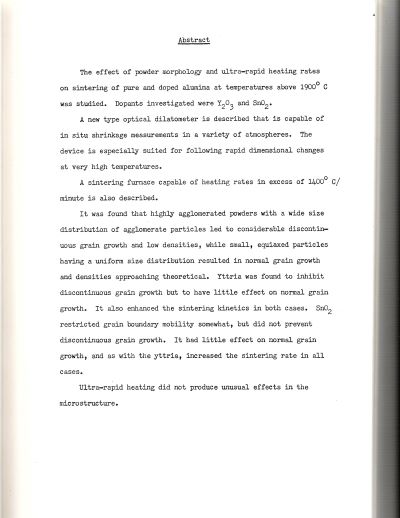 Abstract
The effect of powder morphology and ultra-rapid heating rates
on sintering of pure and doped alumina at temperatures above 1900° C
was studied. Dopants investigated were Y₂O₃ and SnO₂.
A new type optical dilatometer is described that is capable of
in situ shrinkage measurements in a variety of atmospheres. The
device is especially suited for following rapid dimensional changes
at very high temperatures.
A sintering furnace capable of heating rates in excess of 1400° C/
minute is also described.
It was found that highly agglomerated powders with a wide size
distribution of agglomerate particles led to considerable discontin-
uous grain growth and low densities, while small, equiaxed particles
having a uniform size distribution resulted in normal grain growth
and densities approaching theoretical. Yttria was found to inhibit
discontinuous grain growth but to have little effect on normal grain
growth. It also enhanced the sintering kinetics in both cases. SnO₂
restricted grain boundary mobility somewhat, but did not prevent
discontinuous grain growth. It had little effect on normal grain
growth, and as with the yttria, increased the sintering rate in all
cases.
Ultra-rapid heating did not produce unusual effects in the
microstructure.